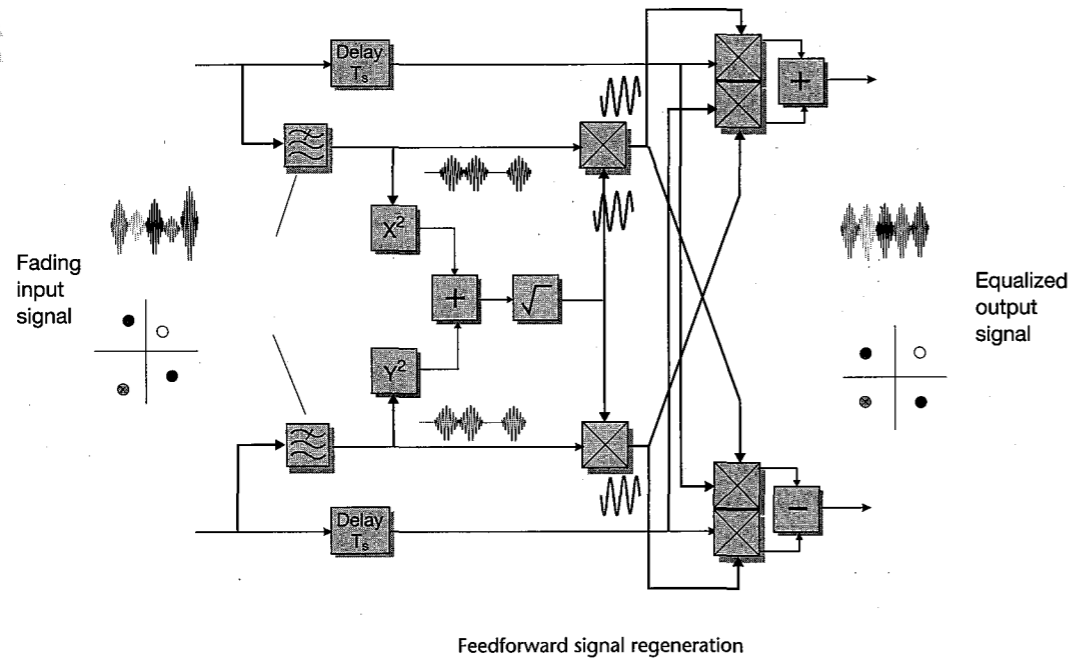 Delay
Tₛ
X²
+
√
Y²
Delay
Tₛ
+
−
Fading
input
signal
Equalized
output
signal
Feedforward signal regeneration